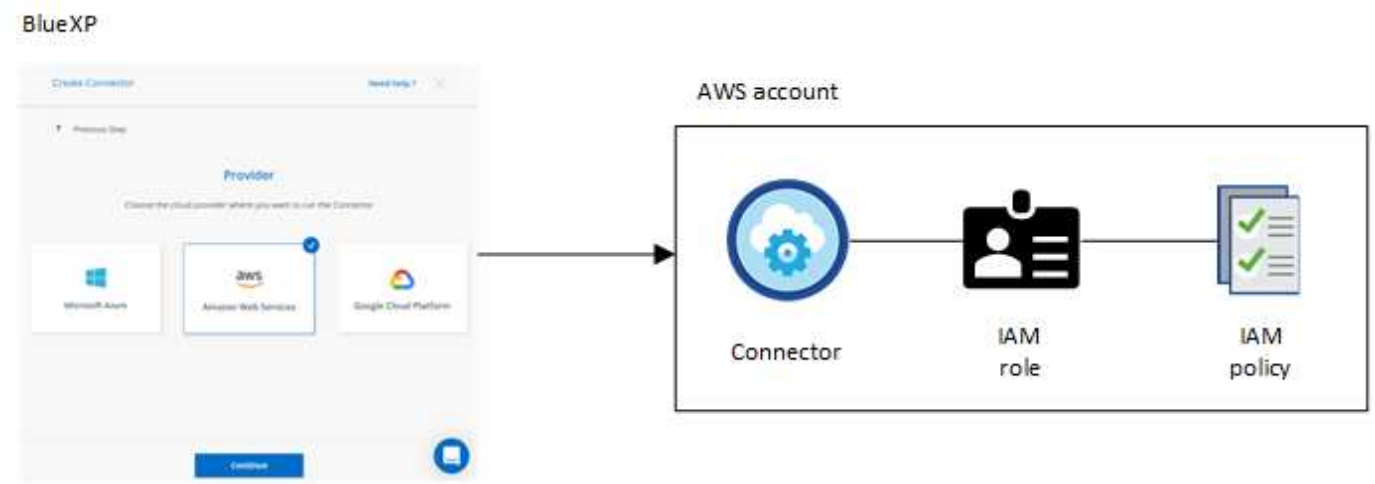 BlueXP
Create Connector
Need help ?
Previous Step
Provider
Choose the cloud provider where you want to run the Connector
aws
Microsoft Azure
Amazon Web Services
Google Cloud Platform
Continue
AWS account
Connector
IAM
role
IAM
policy